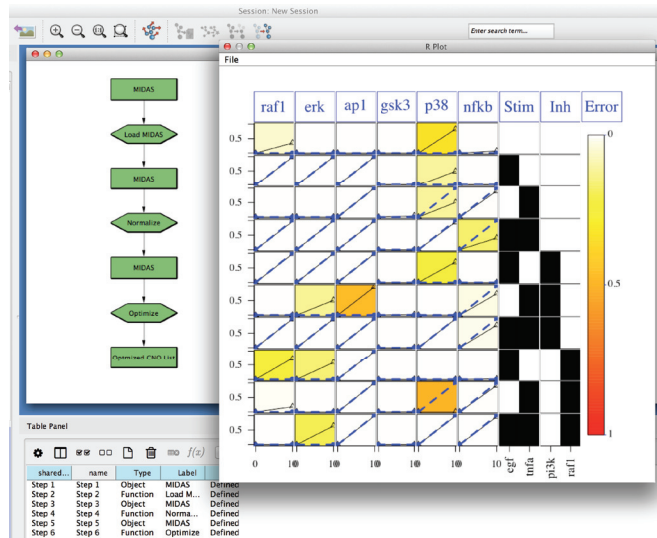 Session: New Session
Enter search term...
R Plot
File
MIDAS
Load MIDAS
MIDAS
Normalize
MIDAS
Optimize
Optimized CNO List
raf1 erk ap1 gsk3 p38 nfkb Stim Inh Error
0.5
0.5
0.5
0.5
0.5
0.5
0.5
0.5
0.5
0.5
0
0.5
1
0 10 10 10 10 10 10
egf tnfa pi3k raf1
Table Panel
f(x)
shared... name Type Label
Step 1 Step 1 Object MIDAS Defined
Step 2 Step 2 Function Load M... Defined
Step 3 Step 3 Object MIDAS Defined
Step 4 Step 4 Function Norma... Defined
Step 5 Step 5 Object MIDAS Defined
Step 6 Step 6 Function Optimize Defined